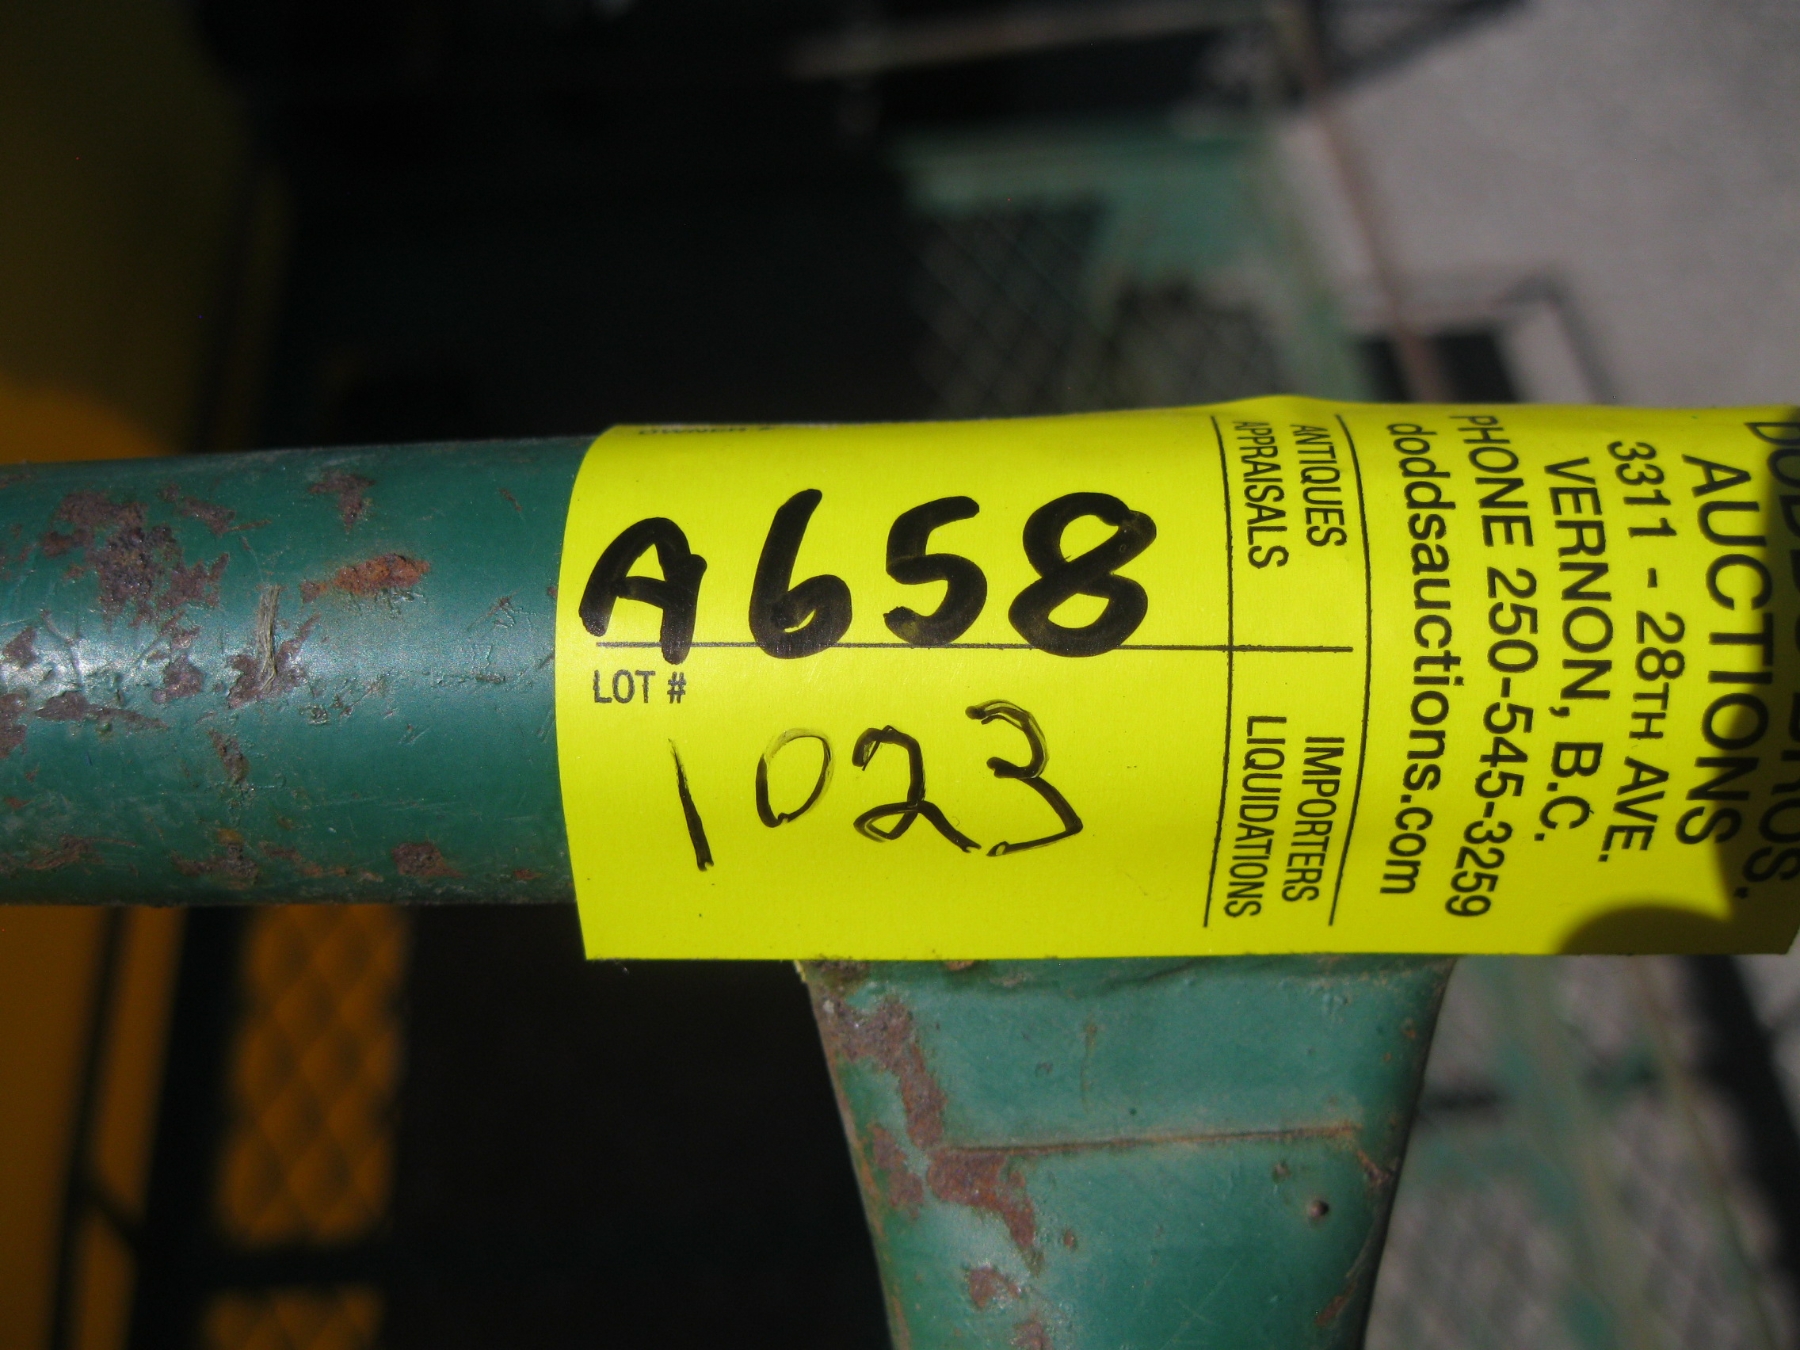 A658
LOT #
1023
AUCTIONS
3311 - 28TH AVE.
VERNON, B.C.
PHONE 250-545-3259
doddsauctions.com
ANTIQUES
APPRAISALS
IMPORTERS
LIQUIDATIONS